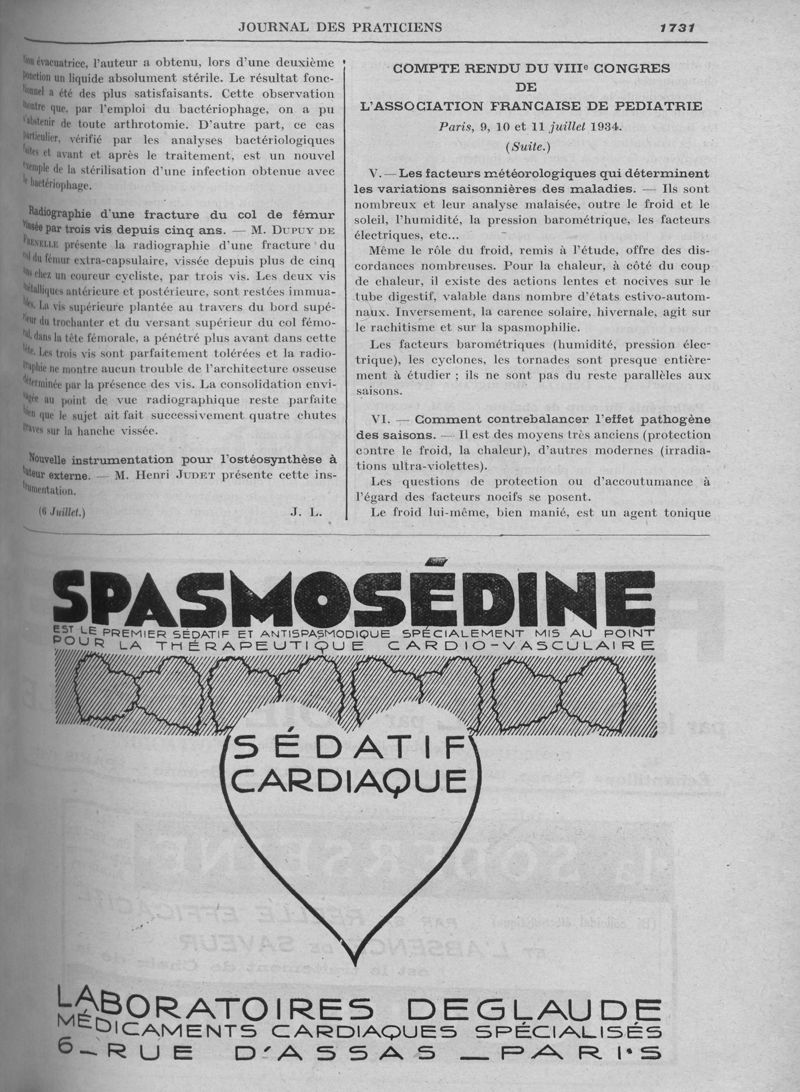 JOURNAL DES PRATICIENS 1731
évacuatrice, l'auteur a obtenu, lors d'une deuxième
ponction un liquide absolument stérile. Le résultat fonc-
tionnel a été des plus satisfaisants. Cette observation
montre que, par l'emploi du bactériophage, on a pu
s'abstenir de toute arthrotomie. D'autre part, ce cas
particulier, vérifié par les analyses bactériologiques
faites et avant et après le traitement, est un nouvel
exemple de la stérilisation d'une infection obtenue avec
le bactériophage.
Radiographie d'une fracture du col de fémur
vissée par trois vis depuis cinq ans. — M. DUPUY DE
FRENELLE présente la radiographie d'une fracture du
col du fémur extra-capsulaire, vissée depuis plus de cinq
ans chez un coureur cycliste, par trois vis. Les deux vis
métalliques antérieure et postérieure, sont restées immua-
bles. La vis supérieure plantée au travers du bord supé-
rieur du trochanter et du versant supérieur du col fémo-
ral, dans la tête fémorale, a pénétré plus avant dans cette
tête. Les trois vis sont parfaitement tolérées et la radio-
graphie ne montre aucun trouble de l'architecture osseuse
déterminée par la présence des vis. La consolidation envi-
sagée au point de vue radiographique reste parfaite
bien que le sujet ait fait successivement quatre chutes
graves sur la hanche vissée.
Nouvelle instrumentation pour l'ostéosynthèse à
tuteur externe. — M. Henri JUDET présente cette ins-
trumentation.
(6 Juillet.) J. L.
COMPTE RENDU DU VIIIe CONGRES
DE
L'ASSOCIATION FRANCAISE DE PEDIATRIE
Paris, 9, 10 et 11 juillet 1934.
(Suite.)
V. — Les facteurs météorologiques qui déterminent
les variations saisonnières des maladies. — Ils sont
nombreux et leur analyse malaisée, outre le froid et le
soleil, l'humidité, la pression barométrique, les facteurs
électriques, etc...
Même le rôle du froid, remis à l'étude, offre des dis-
cordances nombreuses. Pour la chaleur, à côté du coup
de chaleur, il existe des actions lentes et nocives sur le
tube digestif, valable dans nombre d'états estivo-autom-
naux. Inversement, la carence solaire, hivernale, agit sur
le rachitisme et sur la spasmophilie.
Les facteurs barométriques (humidité, pression élec-
trique), les cyclones, les tornades sont presque entière-
ment à étudier ; ils ne sont pas du reste parallèles aux
saisons.
VI. — Comment contrebalancer l'effet pathogène
des saisons. — Il est des moyens très anciens (protection
contre le froid, la chaleur), d'autres modernes (irradia-
tions ultra-violettes).
Les questions de protection ou d'accoutumance à
l'égard des facteurs nocifs se posent.
Le froid lui-même, bien manié, est un agent tonique
SPASMOSÉDINE
EST LE PREMIER SÉDATIF ET ANTISPASMODIQUE SPÉCIALEMENT MIS AU POINT
POUR LA THÉRAPEUTIQUE CARDIO-VASCULAIRE
SÉDATIF
CARDIAQUE
LABORATOIRES DEGLAUDE
MÉDICAMENTS CARDIAQUES SPÉCIALISÉS
6 — RUE D'ASSAS — PARIS